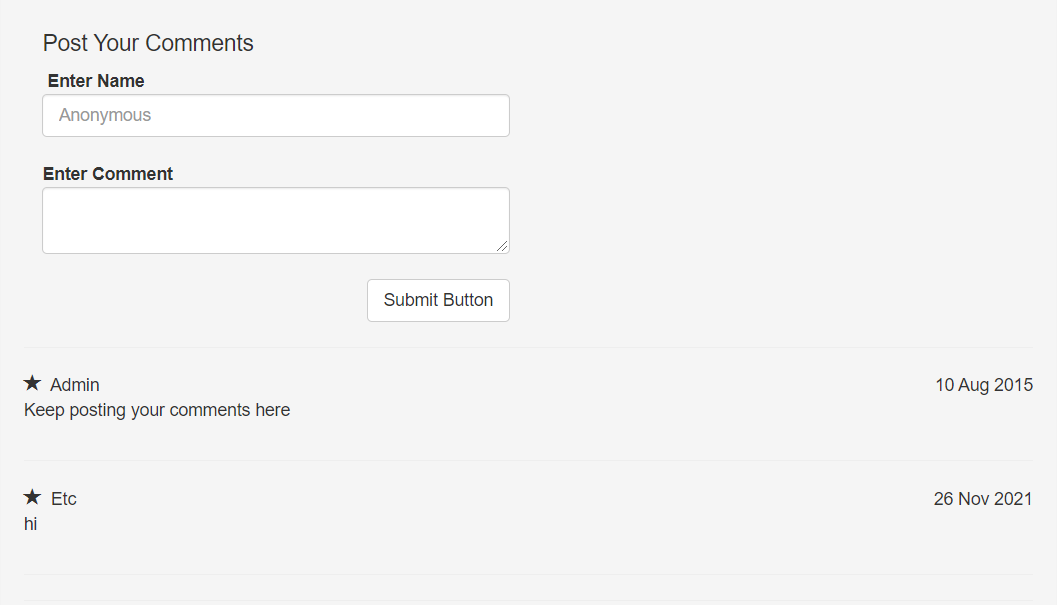 Post Your Comments
Enter Name
Anonymous
Enter Comment
Submit Button
★ Admin 10 Aug 2015
Keep posting your comments here
★ Etc 26 Nov 2021
hi